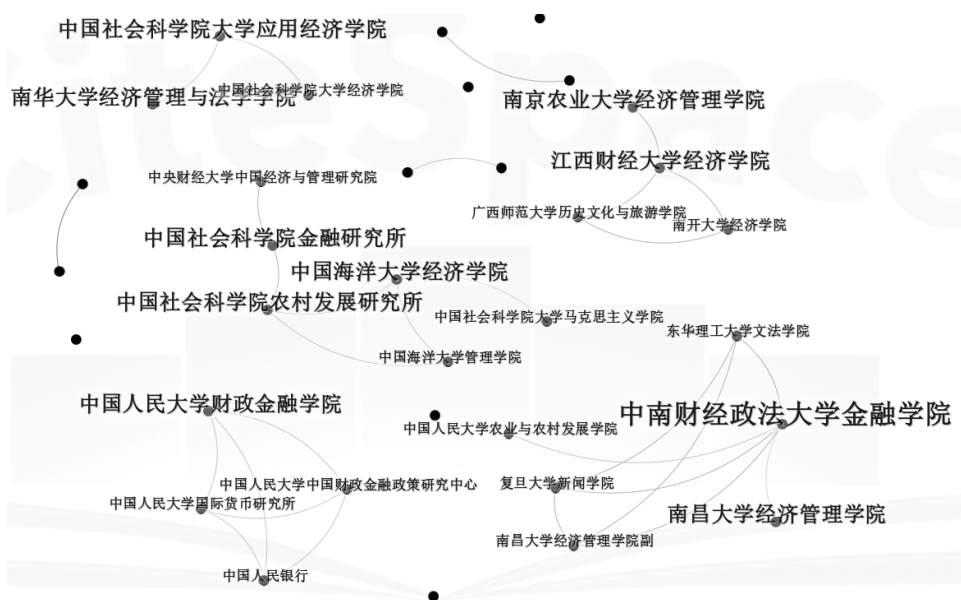 中国社会科学院大学应用经济学院
中国社会科学院大学经济学院
南华大学经济管理与法学学院
南京农业大学经济管理学院
CiteSpace
江西财经大学经济学院
中央财经大学中国经济与管理研究院
广西师范大学历史文化与旅游学院
南开大学经济学院
中国社会科学院金融研究所
中国海洋大学经济学院
中国社会科学院农村发展研究所
中国社会科学院大学马克思主义学院
东华理工大学文法学院
中国海洋大学管理学院
中国人民大学财政金融学院
中南财经政法大学金融学院
中国人民大学农业与农村发展学院
中国人民大学中国财政金融政策研究中心
复旦大学新闻学院
中国人民大学国际货币研究所
南昌大学经济管理学院
南昌大学经济管理学院副
中国人民银行